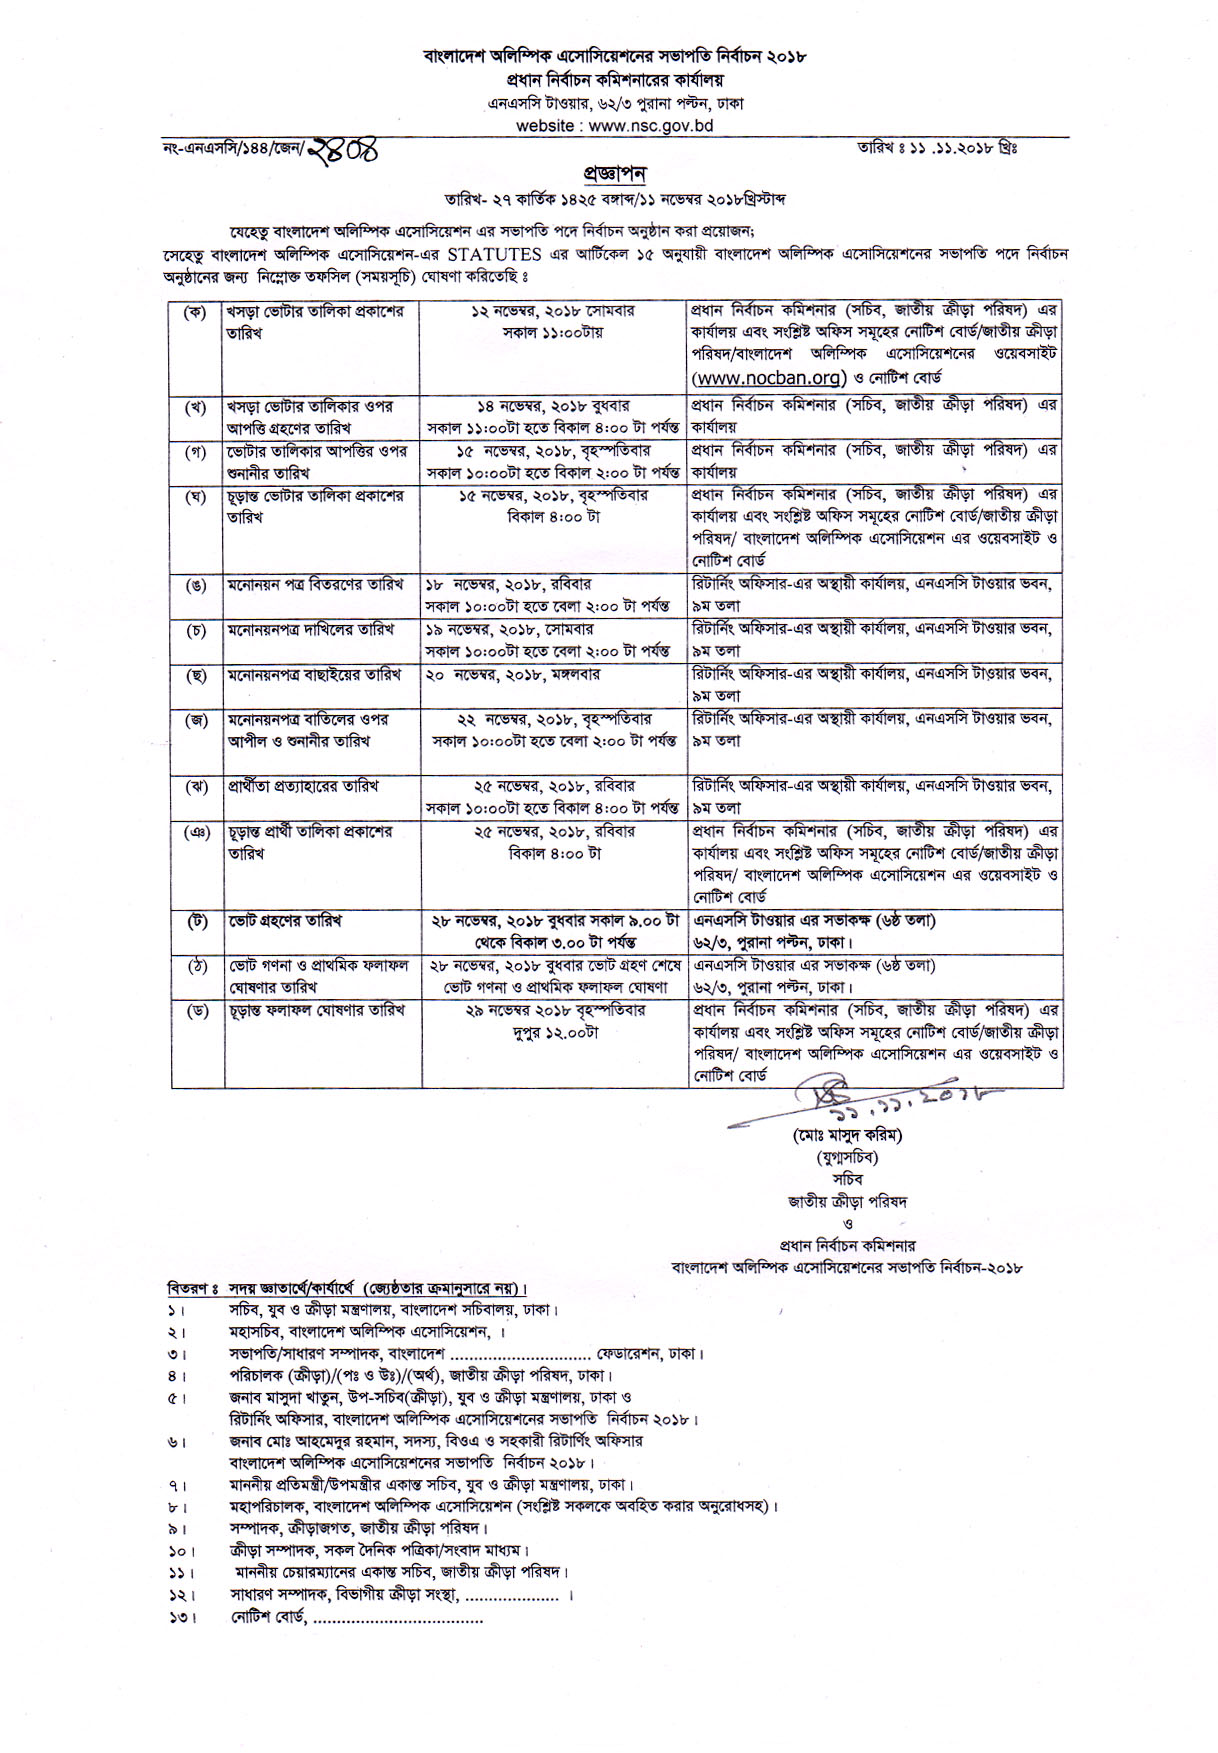 বাংলাদেশ অলিম্পিক এসোসিয়েশনের সভাপতি নির্বাচন ২০১৮
প্রধান নির্বাচন কমিশনারের কার্যালয়
এনএসসি টাওয়ার, ৬২/৩ পুরানা পল্টন, ঢাকা
website : www.nsc.gov.bd
নং-এনএসসি/১৪৪/জেন/২৪০৪ তারিখ ঃ ১১ .১১.২০১৮ খ্রিঃ
প্রজ্ঞাপন
তারিখ- ২৭ কার্তিক ১৪২৫ বঙ্গাব্দ/১১ নভেম্বর ২০১৮খ্রিস্টাব্দ
যেহেতু বাংলাদেশ অলিম্পিক এসোসিয়েশন এর সভাপতি পদে নির্বাচন অনুষ্ঠান করা প্রয়োজন;
সেহেতু বাংলাদেশ অলিম্পিক এসোসিয়েশন-এর STATUTES এর আর্টিকেল ১৫ অনুযায়ী বাংলাদেশ অলিম্পিক এসোসিয়েশনের সভাপতি পদে নির্বাচন
অনুষ্ঠানের জন্য নিম্নোক্ত তফসিল (সময়সূচি) ঘোষণা করিতেছি ঃ
(ক) খসড়া ভোটার তালিকা প্রকাশের ১২ নভেম্বর, ২০১৮ সোমবার প্রধান নির্বাচন কমিশনার (সচিব, জাতীয় ক্রীড়া পরিষদ) এর
তারিখ সকাল ১১:০০টায় কার্যালয় এবং সংশ্লিষ্ট অফিস সমূহের নোটিশ বোর্ড/জাতীয় ক্রীড়া
পরিষদ/বাংলাদেশ অলিম্পিক এসোসিয়েশনের ওয়েবসাইট
(www.nocban.org) ও নোটিশ বোর্ড
(খ) খসড়া ভোটার তালিকার ওপর ১৪ নভেম্বর, ২০১৮ বুধবার প্রধান নির্বাচন কমিশনার (সচিব, জাতীয় ক্রীড়া পরিষদ) এর
আপত্তি গ্রহণের তারিখ সকাল ১১:০০টা হতে বিকাল ৪:০০ টা পর্যন্ত কার্যালয়
(গ) ভোটার তালিকার আপত্তির ওপর ১৫ নভেম্বর, ২০১৮, বৃহস্পতিবার প্রধান নির্বাচন কমিশনার (সচিব, জাতীয় ক্রীড়া পরিষদ) এর
শুনানীর তারিখ সকাল ১০:০০টা হতে বিকাল ২:০০ টা পর্যন্ত কার্যালয়
(ঘ) চূড়ান্ত ভোটার তালিকা প্রকাশের ১৫ নভেম্বর, ২০১৮, বৃহস্পতিবার প্রধান নির্বাচন কমিশনার (সচিব, জাতীয় ক্রীড়া পরিষদ) এর
তারিখ বিকাল ৪:০০ টা কার্যালয় এবং সংশ্লিষ্ট অফিস সমূহের নোটিশ বোর্ড/জাতীয় ক্রীড়া
পরিষদ/ বাংলাদেশ অলিম্পিক এসোসিয়েশন এর ওয়েবসাইট ও
নোটিশ বোর্ড
(ঙ) মনোনয়ন পত্র বিতরণের তারিখ ১৮ নভেম্বর, ২০১৮, রবিবার রিটার্নিং অফিসার-এর অস্থায়ী কার্যালয়, এনএসসি টাওয়ার ভবন,
সকাল ১০:০০টা হতে বেলা ২:০০ টা পর্যন্ত ৯ম তলা
(চ) মনোনয়নপত্র দাখিলের তারিখ ১৯ নভেম্বর, ২০১৮, সোমবার রিটার্নিং অফিসার-এর অস্থায়ী কার্যালয়, এনএসসি টাওয়ার ভবন,
সকাল ১০:০০টা হতে বেলা ২:০০ টা পর্যন্ত ৯ম তলা
(ছ) মনোনয়নপত্র বাছাইয়ের তারিখ ২০ নভেম্বর, ২০১৮, মঙ্গলবার রিটার্নিং অফিসার-এর অস্থায়ী কার্যালয়, এনএসসি টাওয়ার ভবন,
৯ম তলা
(জ) মনোনয়নপত্র বাতিলের ওপর ২২ নভেম্বর, ২০১৮, বৃহস্পতিবার রিটার্নিং অফিসার-এর অস্থায়ী কার্যালয়, এনএসসি টাওয়ার ভবন,
আপীল ও শুনানীর তারিখ সকাল ১০:০০টা হতে বেলা ২:০০ টা পর্যন্ত ৯ম তলা
(ঝ) প্রার্থীতা প্রত্যাহারের তারিখ ২৫ নভেম্বর, ২০১৮, রবিবার রিটার্নিং অফিসার-এর অস্থায়ী কার্যালয়, এনএসসি টাওয়ার ভবন,
সকাল ১০:০০টা হতে বিকাল ৪:০০ টা পর্যন্ত ৯ম তলা
(ঞ) চূড়ান্ত প্রার্থী তালিকা প্রকাশের ২৫ নভেম্বর, ২০১৮, রবিবার প্রধান নির্বাচন কমিশনার (সচিব, জাতীয় ক্রীড়া পরিষদ) এর
তারিখ বিকাল ৪:০০ টা কার্যালয় এবং সংশ্লিষ্ট অফিস সমূহের নোটিশ বোর্ড/জাতীয় ক্রীড়া
পরিষদ/ বাংলাদেশ অলিম্পিক এসোসিয়েশন এর ওয়েবসাইট ও
নোটিশ বোর্ড
(ট) ভোট গ্রহণের তারিখ ২৮ নভেম্বর, ২০১৮ বুধবার সকাল ৯.০০ টা এনএসসি টাওয়ার এর সভাকক্ষ (৬ষ্ঠ তলা)
থেকে বিকাল ৩.০০ টা পর্যন্ত ৬২/৩, পুরানা পল্টন, ঢাকা।
(ঠ) ভোট গণনা ও প্রাথমিক ফলাফল ২৮ নভেম্বর, ২০১৮ বুধবার ভোট গ্রহণ শেষে এনএসসি টাওয়ার এর সভাকক্ষ (৬ষ্ঠ তলা)
ঘোষণার তারিখ ভোট গণনা ও প্রাথমিক ফলাফল ঘোষণা ৬২/৩, পুরানা পল্টন, ঢাকা।
(ড) চূড়ান্ত ফলাফল ঘোষণার তারিখ ২৯ নভেম্বর ২০১৮ বৃহস্পতিবার প্রধান নির্বাচন কমিশনার (সচিব, জাতীয় ক্রীড়া পরিষদ) এর
দুপুর ১২.০০টা কার্যালয় এবং সংশ্লিষ্ট অফিস সমূহের নোটিশ বোর্ড/জাতীয় ক্রীড়া
পরিষদ/ বাংলাদেশ অলিম্পিক এসোসিয়েশন এর ওয়েবসাইট ও
নোটিশ বোর্ড
১১.১১.২০১৮
(মোঃ মাসুদ করিম)
(যুগ্মসচিব)
সচিব
জাতীয় ক্রীড়া পরিষদ
ও
প্রধান নির্বাচন কমিশনার
বাংলাদেশ অলিম্পিক এসোসিয়েশনের সভাপতি নির্বাচন-২০১৮
বিতরণ ঃ সদয় জ্ঞাতার্থে/কার্যার্থে (জ্যেষ্ঠতার ক্রমানুসারে নয়)।
১। সচিব, যুব ও ক্রীড়া মন্ত্রণালয়, বাংলাদেশ সচিবালয়, ঢাকা।
২। মহাসচিব, বাংলাদেশ অলিম্পিক এসোসিয়েশন, ।
৩। সভাপতি/সাধারণ সম্পাদক, বাংলাদেশ .............................. ফেডারেশন, ঢাকা।
৪। পরিচালক (ক্রীড়া)/(পঃ ও উঃ)/(অর্থ), জাতীয় ক্রীড়া পরিষদ, ঢাকা।
৫। জনাব মাসুদা খাতুন, উপ-সচিব(ক্রীড়া), যুব ও ক্রীড়া মন্ত্রণালয়, ঢাকা ও
রিটার্নিং অফিসার, বাংলাদেশ অলিম্পিক এসোসিয়েশনের সভাপতি নির্বাচন ২০১৮।
৬। জনাব মোঃ আহমেদুর রহমান, সদস্য, বিওএ ও সহকারী রিটার্ণিং অফিসার
বাংলাদেশ অলিম্পিক এসোসিয়েশনের সভাপতি নির্বাচন ২০১৮।
৭। মাননীয় প্রতিমন্ত্রী/উপমন্ত্রীর একান্ত সচিব, যুব ও ক্রীড়া মন্ত্রণালয়, ঢাকা।
৮। মহাপরিচালক, বাংলাদেশ অলিম্পিক এসোসিয়েশন (সংশ্লিষ্ট সকলকে অবহিত করার অনুরোধসহ)।
৯। সম্পাদক, ক্রীড়াজগত, জাতীয় ক্রীড়া পরিষদ।
১০। ক্রীড়া সম্পাদক, সকল দৈনিক পত্রিকা/সংবাদ মাধ্যম।
১১। মাননীয় চেয়ারম্যানের একান্ত সচিব, জাতীয় ক্রীড়া পরিষদ।
১২। সাধারণ সম্পাদক, বিভাগীয় ক্রীড়া সংস্থা, .................... ।
১৩। নোটিশ বোর্ড, ....................................